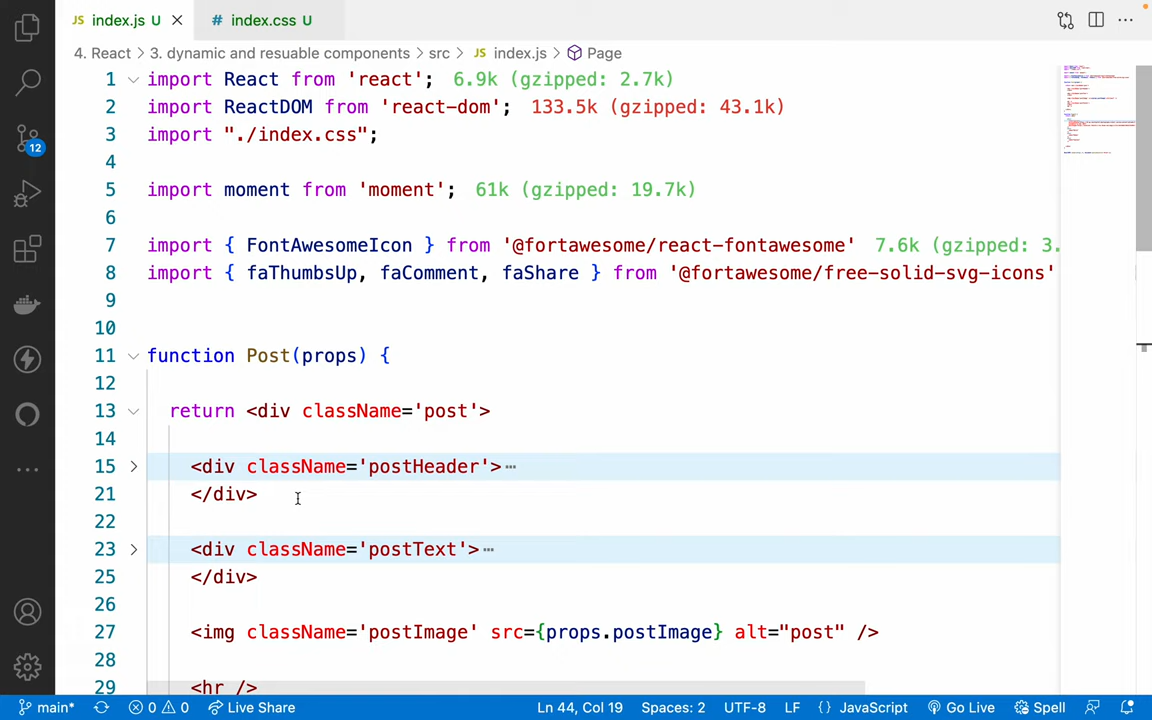 JS index.js U
# index.css U
4. React > 3. dynamic and resuable components > src > JS index.js > Page
1 import React from 'react'; 6.9k (gzipped: 2.7k)
2 import ReactDOM from 'react-dom'; 133.5k (gzipped: 43.1k)
3 import "./index.css";
4
5 import moment from 'moment'; 61k (gzipped: 19.7k)
6
7 import { FontAwesomeIcon } from '@fortawesome/react-fontawesome' 7.6k (gzipped: 3.
8 import { faThumbsUp, faComment, faShare } from '@fortawesome/free-solid-svg-icons'
9
10
11 function Post(props) {
12
12
13 return <div className='post'>
14
15 <div className='postHeader'>
21 </div>
22
23 <div className='postText'>
25 </div>
26
27 <img className='postImage' src={props.postImage} alt="post" />
28
29 <hr />
main* 0 0 Live Share Ln 44, Col 19 Spaces: 2 UTF-8 LF {} JavaScript Go Live Spell